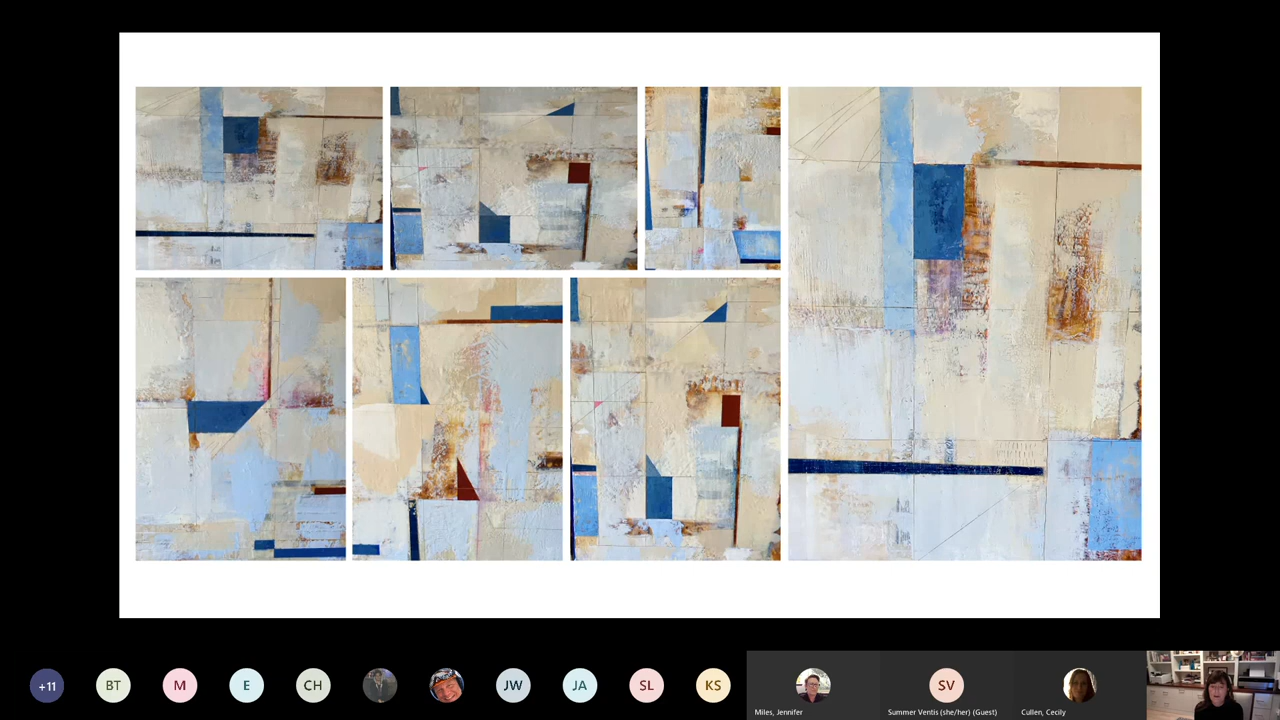 +11
BT
M
E
CH
JW
JA
SL
KS
SV
Miles, Jennifer
Summer Ventis (she/her) (Guest)
Cullen, Cecily